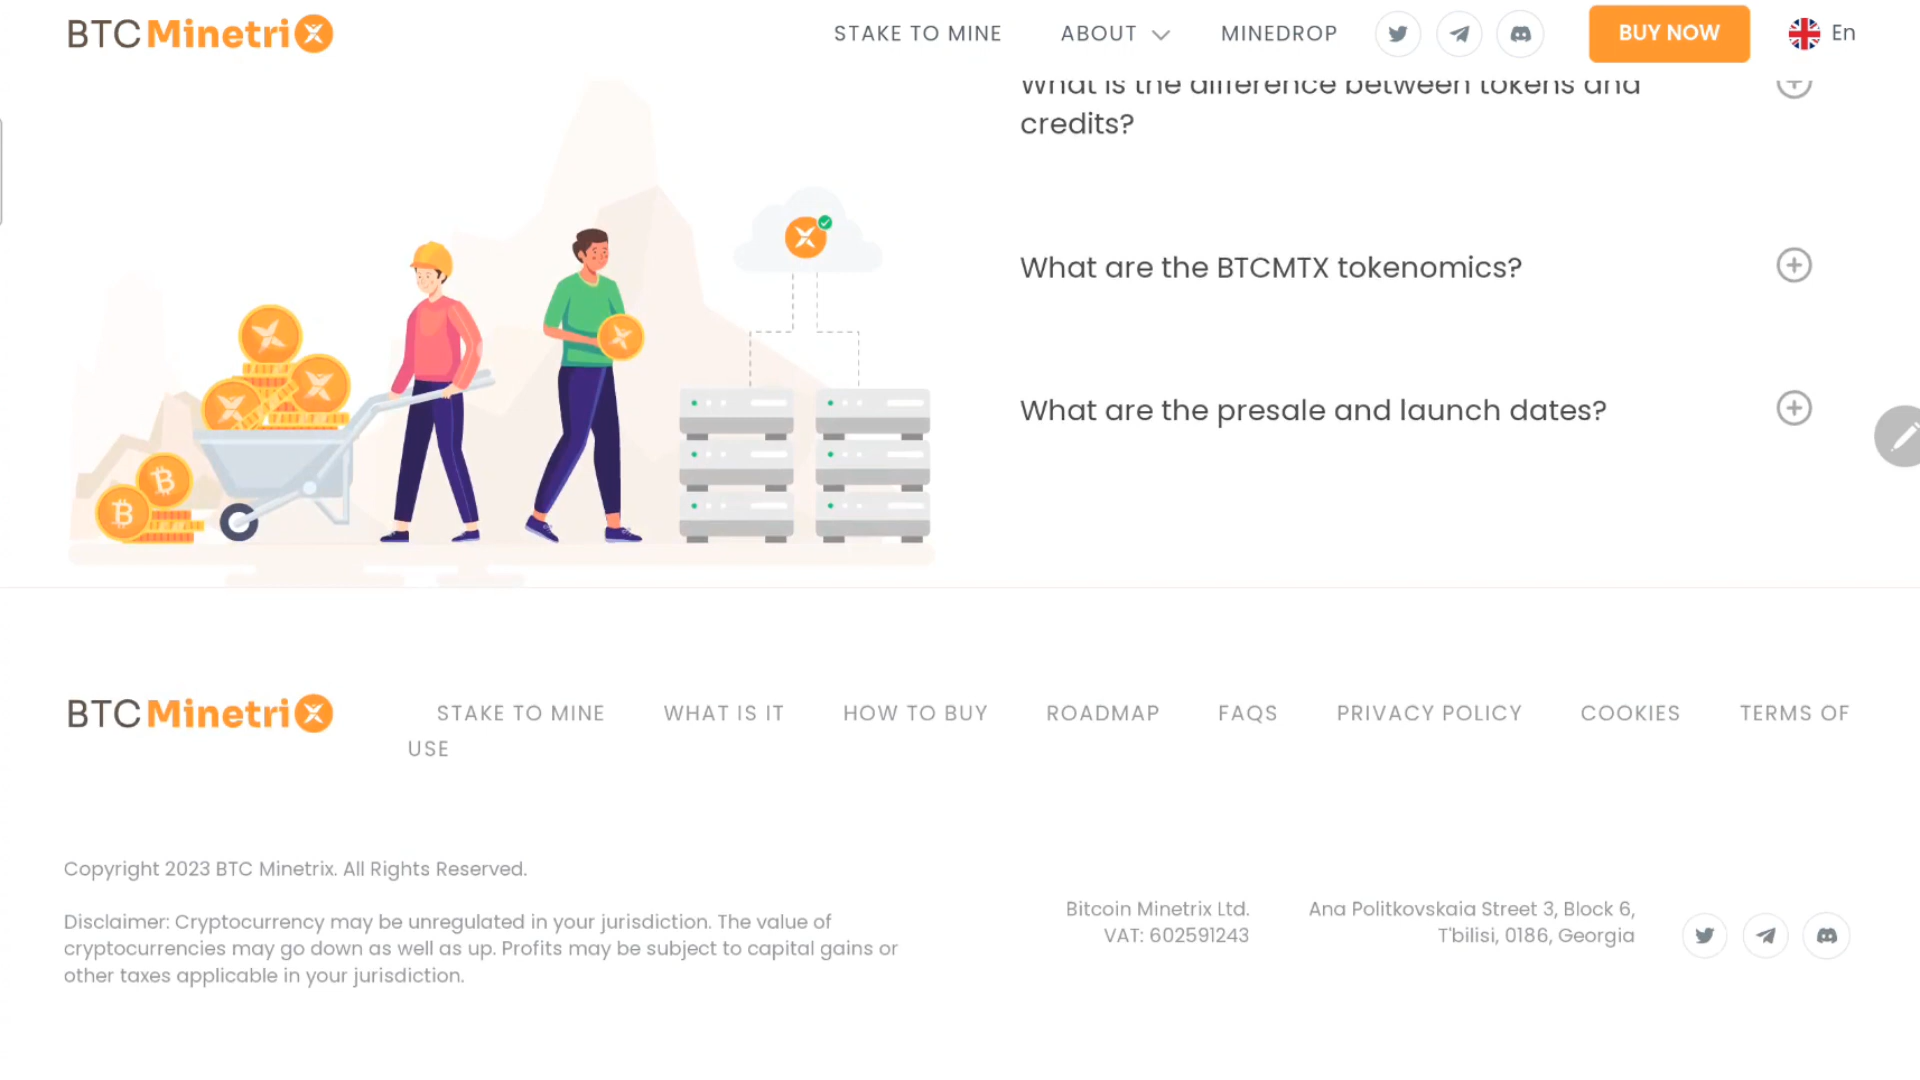 BTC Minetrix
STAKE TO MINE
ABOUT
MINEDROP
BUY NOW
En
What is the difference between tokens and
credits?
What are the BTCMTX tokenomics?
What are the presale and launch dates?
BTC Minetrix
STAKE TO MINE
WHAT IS IT
HOW TO BUY
ROADMAP
FAQS
PRIVACY POLICY
COOKIES
TERMS OF
USE
Copyright 2023 BTC Minetrix. All Rights Reserved.
Disclaimer: Cryptocurrency may be unregulated in your jurisdiction. The value of
cryptocurrencies may go down as well as up. Profits may be subject to capital gains or
other taxes applicable in your jurisdiction.
Bitcoin Minetrix Ltd.
VAT: 602591243
Ana Politkovskaia Street 3, Block 6,
T'bilisi, 0186, Georgia